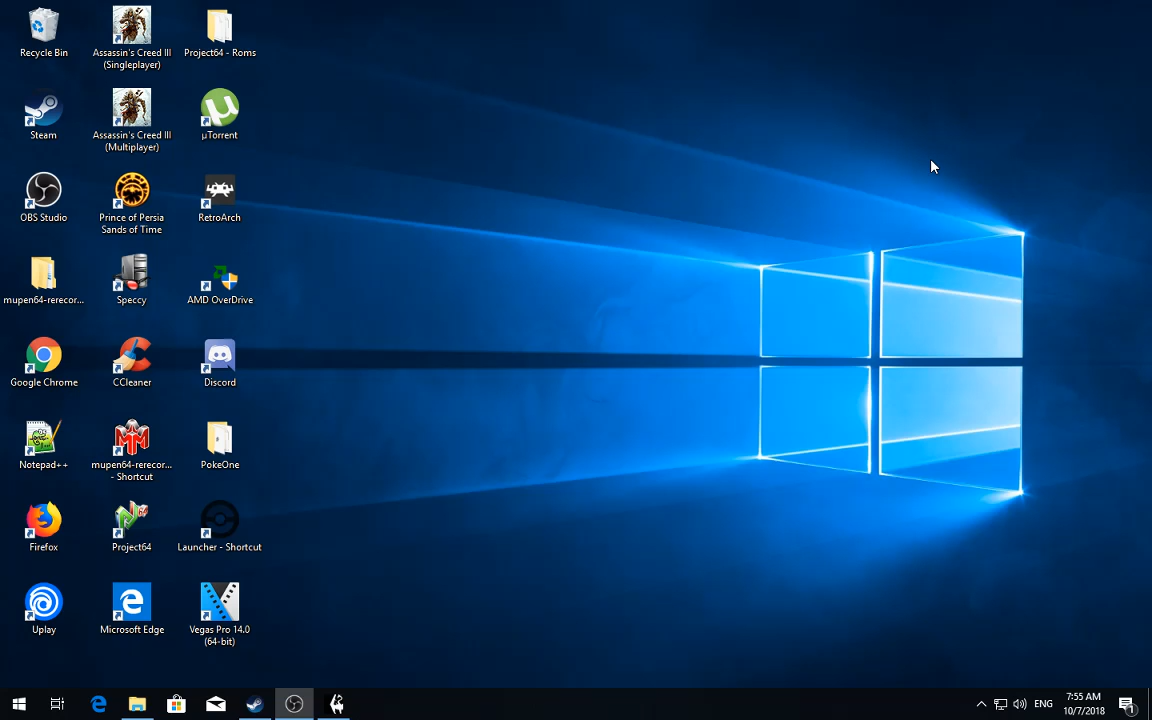 Recycle Bin
Assassin's Creed III
(Singleplayer)
Project64 - Roms
Steam
Assassin's Creed III
(Multiplayer)
µTorrent
OBS Studio
Prince of Persia
Sands of Time
RetroArch
mupen64-rerecor...
Speccy
AMD OverDrive
Google Chrome
CCleaner
Discord
Notepad++
mupen64-rerecor...
- Shortcut
PokeOne
Firefox
Project64
Launcher - Shortcut
Uplay
Microsoft Edge
Vegas Pro 14.0
(64-bit)
ENG
7:55 AM
10/7/2018
1